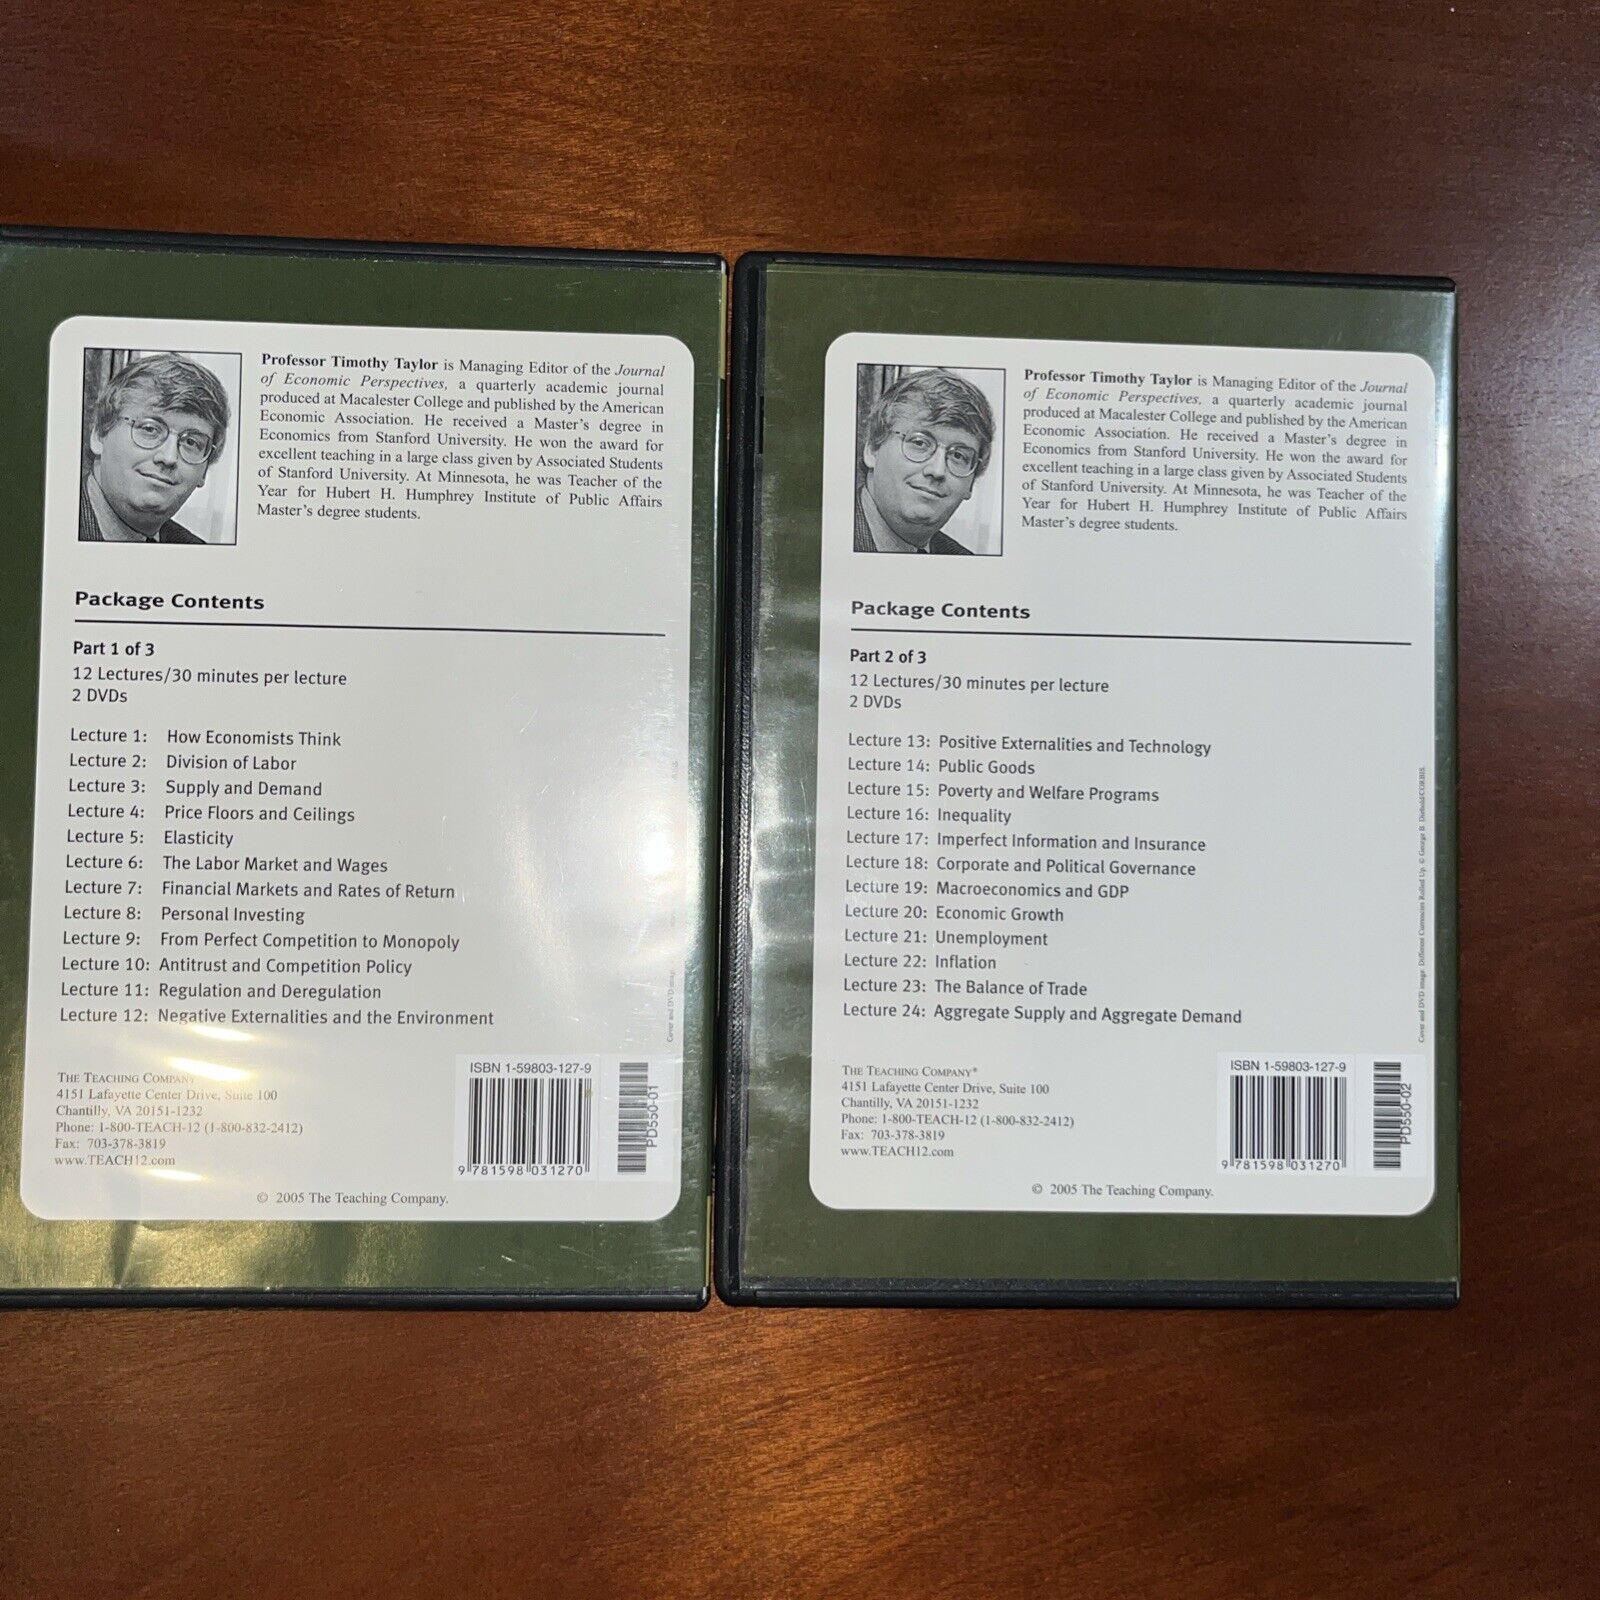 Professor Timothy Taylor is Managing Editor of the Journal
of Economic Perspectives, a quarterly academic journal
produced at Macalester College and published by the American
Economic Association. He received a Master's degree in
Economics from Stanford University. He won the award for
excellent teaching in a large class given by Associated Students
of Stanford University. At Minnesota, he was Teacher of the
Year for Hubert H. Humphrey Institute of Public Affairs
Master's degree students.
Package Contents
Part 1 of 3
12 Lectures/30 minutes per lecture
2 DVDs
Lecture 1: How Economists Think
Lecture 2: Division of Labor
Lecture 3: Supply and Demand
Lecture 4: Price Floors and Ceilings
Lecture 5: Elasticity
Lecture 6: The Labor Market and Wages
Lecture 7: Financial Markets and Rates of Return
Lecture 8: Personal Investing
Lecture 9: From Perfect Competition to Monopoly
Lecture 10: Antitrust and Competition Policy
Lecture 11: Regulation and Deregulation
Lecture 12: Negative Externalities and the Environment
THE TEACHING COMPANY
4151 Lafayette Center Drive, Suite 100
Chantilly, VA 20151-1232
Phone: 1-800-TEACH-12 (1-800-832-2412)
Fax: 703-378-3819
www.TEACH12.com
ISBN 1-59803-127-9
9 781598 031270
PD550-01
© 2005 The Teaching Company.
Cover and DVD image:
Professor Timothy Taylor is Managing Editor of the Journal
of Economic Perspectives, a quarterly academic journal
produced at Macalester College and published by the American
Economic Association. He received a Master's degree in
Economics from Stanford University. He won the award for
excellent teaching in a large class given by Associated Students
of Stanford University. At Minnesota, he was Teacher of the
Year for Hubert H. Humphrey Institute of Public Affairs
Master's degree students.
Package Contents
Part 2 of 3
12 Lectures/30 minutes per lecture
2 DVDs
Lecture 13: Positive Externalities and Technology
Lecture 14: Public Goods
Lecture 15: Poverty and Welfare Programs
Lecture 16: Inequality
Lecture 17: Imperfect Information and Insurance
Lecture 18: Corporate and Political Governance
Lecture 19: Macroeconomics and GDP
Lecture 20: Economic Growth
Lecture 21: Unemployment
Lecture 22: Inflation
Lecture 23: The Balance of Trade
Lecture 24: Aggregate Supply and Aggregate Demand
THE TEACHING COMPANY®
4151 Lafayette Center Drive, Suite 100
Chantilly, VA 20151-1232
Phone: 1-800-TEACH-12 (1-800-832-2412)
Fax: 703-378-3819
www.TEACH12.com
ISBN 1-59803-127-9
9 781598 031270
PD550-02
© 2005 The Teaching Company.
Cover and DVD image: Different Currencies Rolled Up. © George B. Diebold/CORBIS.